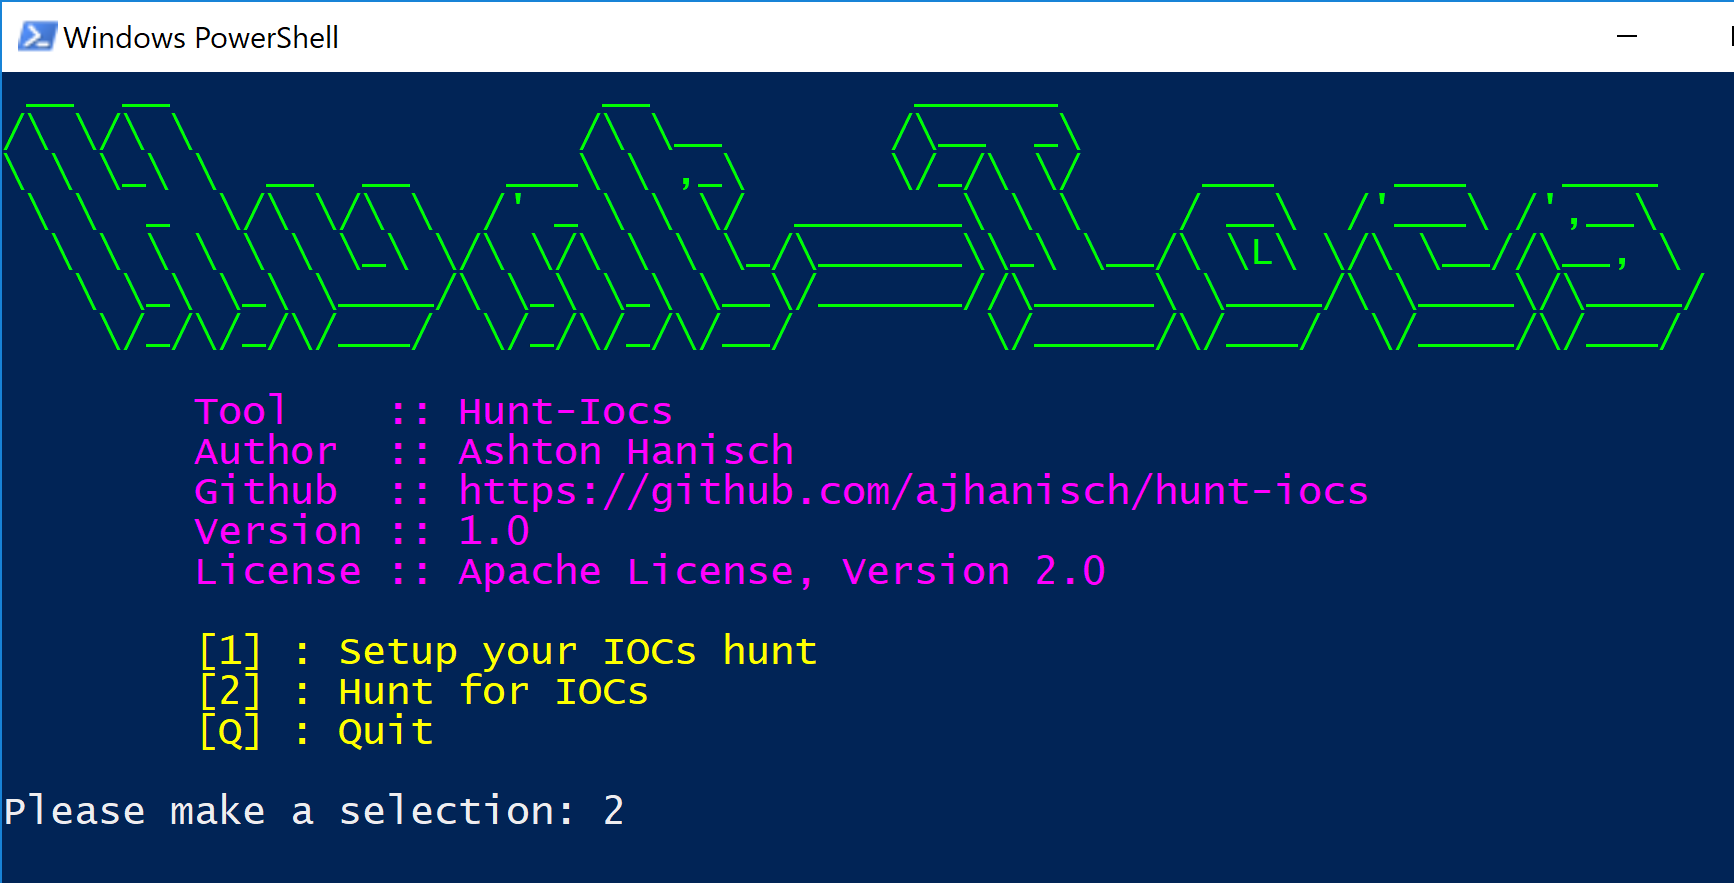 Windows PowerShell
Hunt-Iocs
Tool :: Hunt-Iocs
Author :: Ashton Hanisch
Github :: https://github.com/ajhanisch/hunt-iocs
Version :: 1.0
License :: Apache License, Version 2.0
[1] : Setup your IOCs hunt
[2] : Hunt for IOCs
[Q] : Quit
Please make a selection: 2